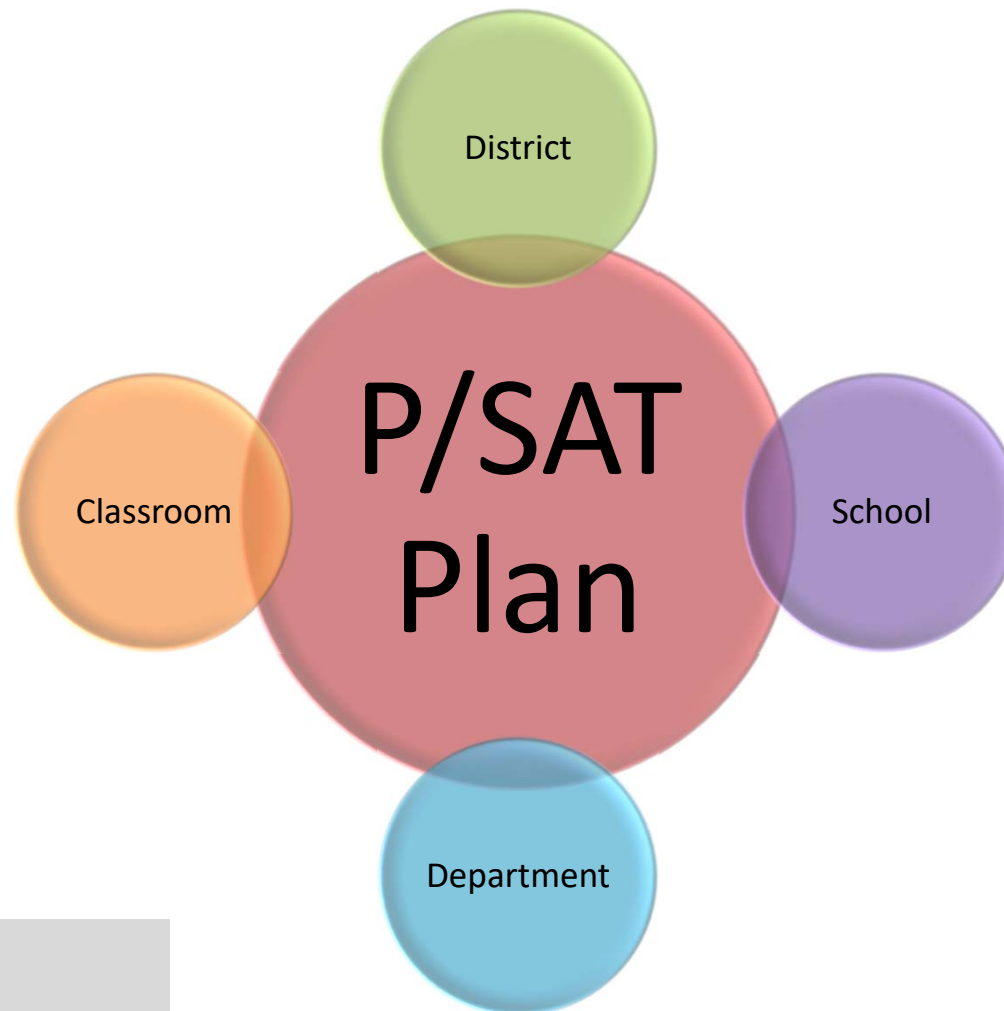 District
P/SAT
Plan
Classroom
School
Department